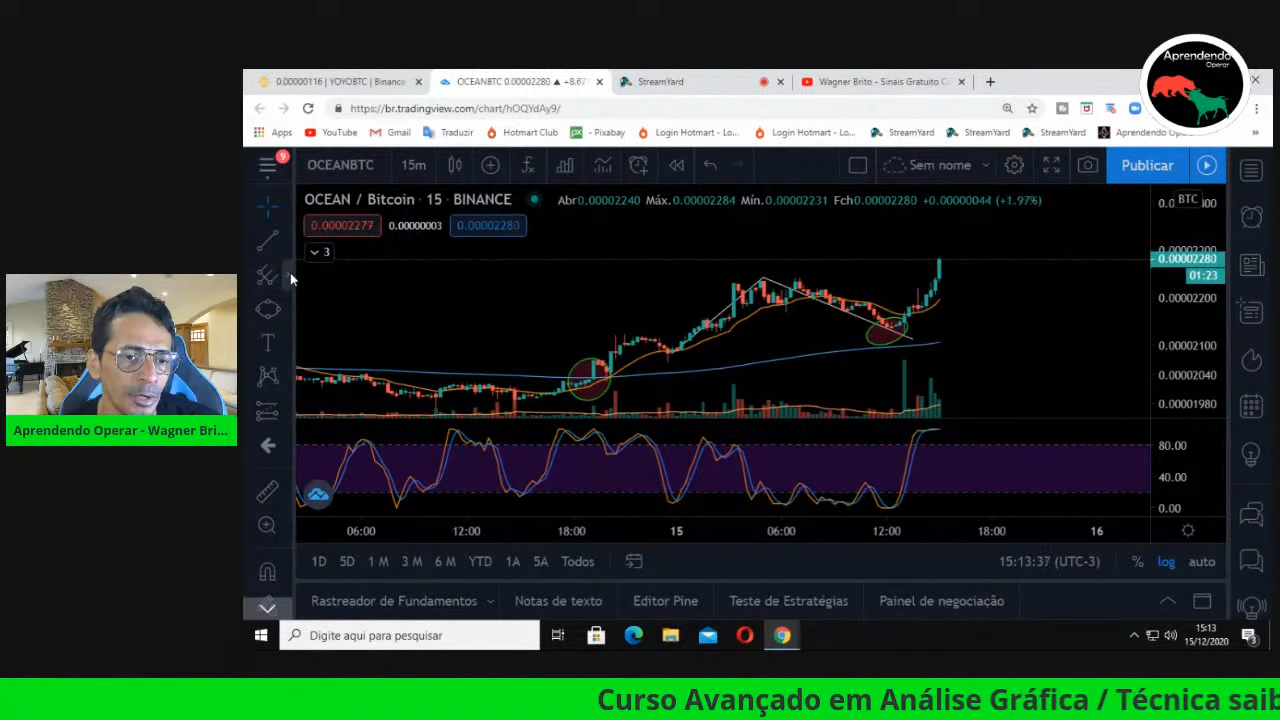 Aprendendo
Operar
0.00000116 | YOYOBTC | Binance
OCEANBTC 0.00002280 ▲ +8.67
StreamYard
Wagner Brito - Sinais Gratuito
https://br.tradingview.com/chart/hOQYdAy9/
Apps
YouTube
Gmail
Traduzir
Hotmart Club
- Pixabay
Login Hotmart - Lo...
Login Hotmart - Lo...
StreamYard
StreamYard
StreamYard
Aprendendo
9
OCEANBTC
15m
Sem nome
Publicar
OCEAN / Bitcoin · 15 · BINANCE
Abr0.00002240 Máx.0.00002284 Mín.0.00002231 Fch0.00002280 +0.00000044 (+1.97%)
BTC
0.00002277
0.00000003
0.00002280
3
0.00002280
01:23
0.00002200
0.00002100
0.00002040
0.00001980
80.00
40.00
0.00
06:00
12:00
18:00
15
06:00
12:00
18:00
16
1D
5D
1 M
3 M
6 M
YTD
1A
5A
Todos
15:13:37 (UTC-3)
%
log
auto
Rastreador de Fundamentos
Notas de texto
Editor Pine
Teste de Estratégias
Painel de negociação
Digite aqui para pesquisar
15:13
15/12/2020
3
Aprendendo Operar - Wagner Bri...
Curso Avançado em Análise Gráfica / Técnica saib